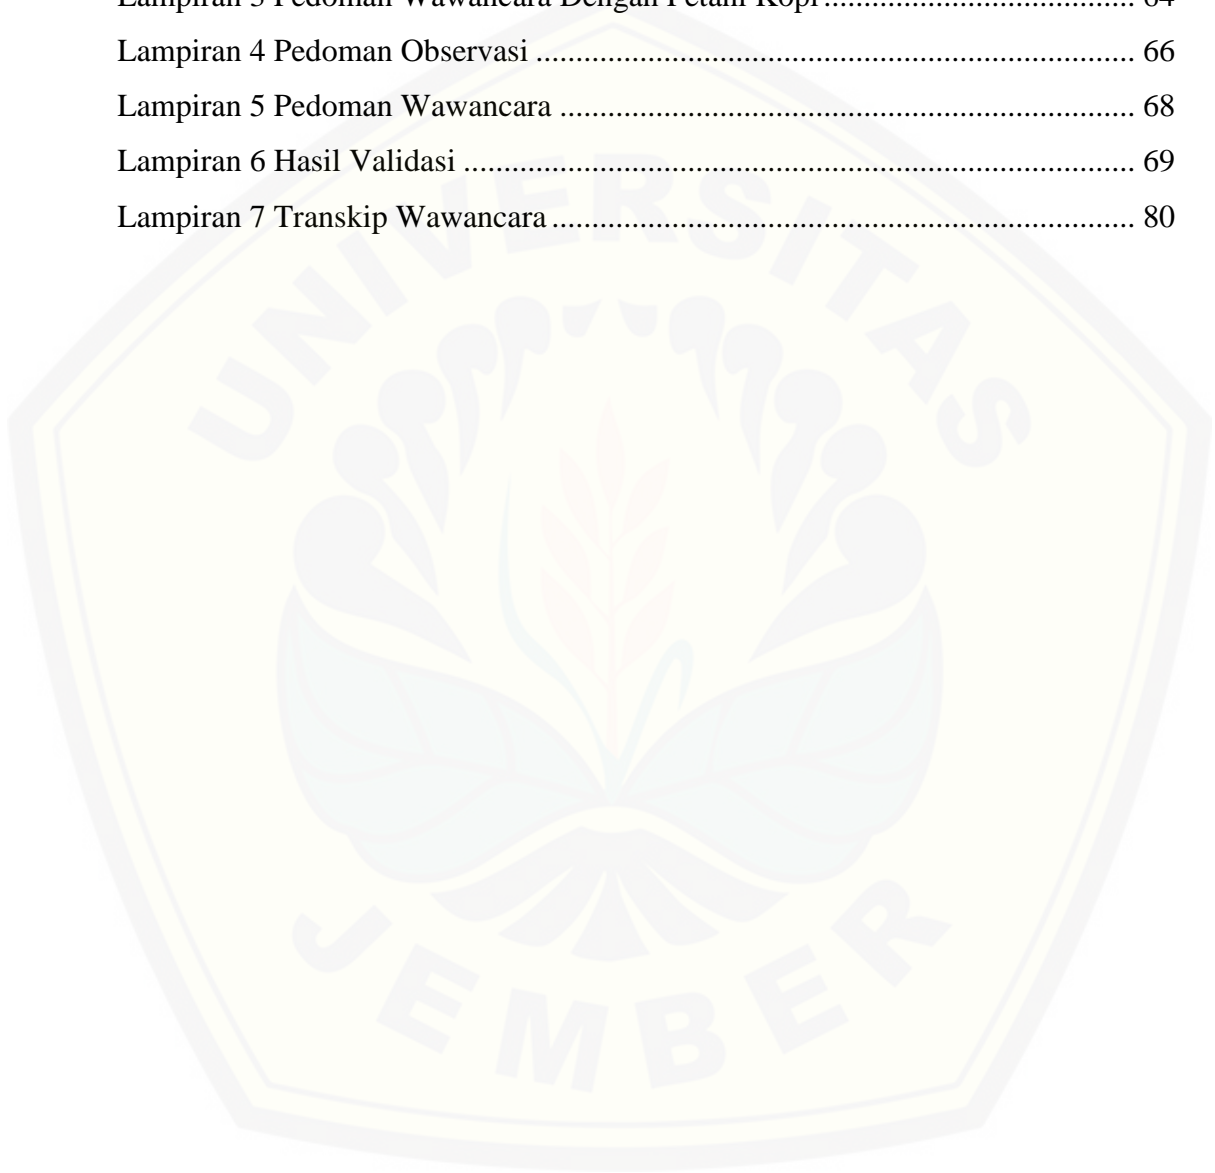 Lampiran 3 Pedoman Wawancara Dengan Petani Kopi ........................................ 64
Lampiran 4 Pedoman Observasi ............................................................................ 66
Lampiran 5 Pedoman Wawancara ......................................................................... 68
Lampiran 6 Hasil Validasi ..................................................................................... 69
Lampiran 7 Transkip Wawancara .......................................................................... 80
UNIVERSITAS
JEMBER